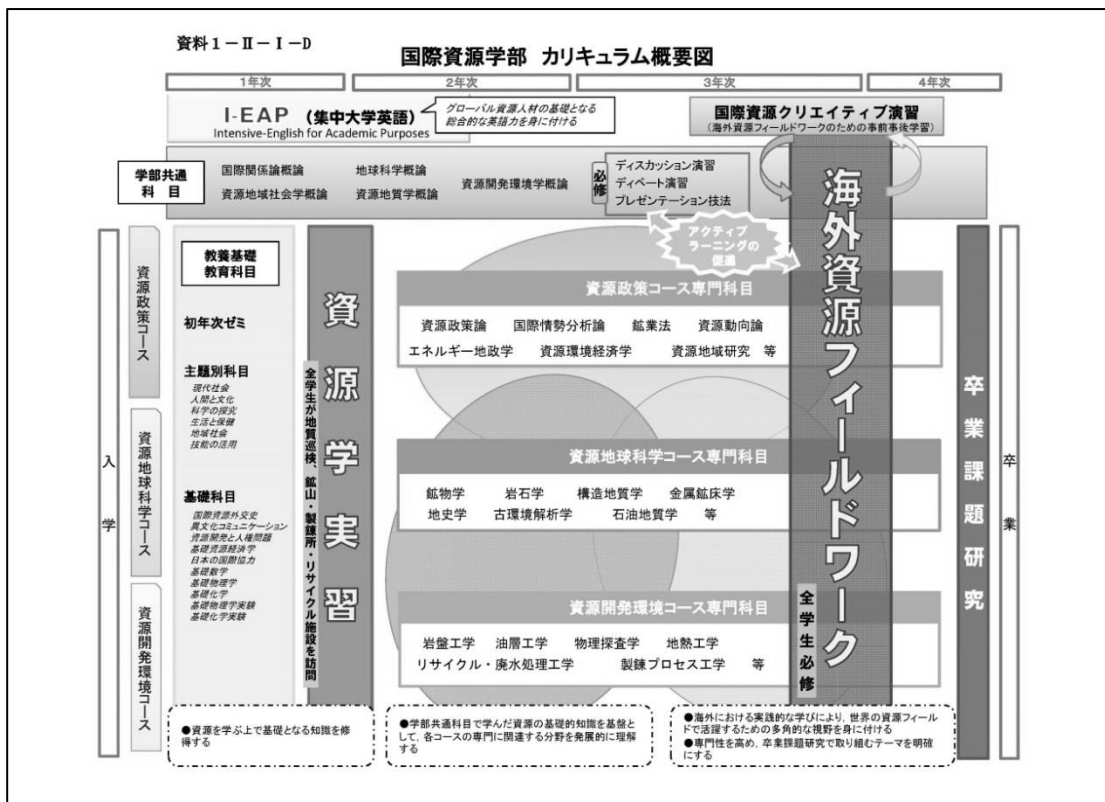 資料1-Ⅱ-Ⅰ-D
国際資源学部 カリキュラム概要図
1年次
2年次
3年次
4年次
I-EAP (集中大学英語)
Intensive-English for Academic Purposes
グローバル資源人材の基礎となる
総合的な英語力を身に付ける
国際資源クリエイティブ演習
(海外資源フィールドワークのための事前事後学習)
学部共通
科 目
国際関係論概論
地球科学概論
資源地域社会学概論
資源地質学概論
資源開発環境学概論
必修
ディスカッション演習
ディベート演習
プレゼンテーション技法
アクティブ
ラーニングの
促進
入学
資源政策コース
資源地球科学コース
資源開発環境コース
教養基礎
教育科目
初年次ゼミ
主題別科目
現代社会
人間と文化
科学の探究
生活と保健
地域社会
技能の活用
基礎科目
国際資源外交史
異文化コミュニケーション
資源開発と人権問題
基礎資源経済学
日本の国際協力
基礎数学
基礎物理学
基礎化学
基礎物理学実験
基礎化学実験
資源学実習
全学生が地質巡検、鉱山・製錬所・リサイクル施設を訪問
資源政策コース専門科目
資源政策論 国際情勢分析論 鉱業法 資源動向論
エネルギー地政学 資源環境経済学 資源地域研究 等
資源地球科学コース専門科目
鉱物学 岩石学 構造地質学 金属鉱床学
地史学 古環境解析学 石油地質学 等
資源開発環境コース専門科目
岩盤工学 油層工学 物理探査学 地熱工学
リサイクル・廃水処理工学 製錬プロセス工学 等
海外資源フィールドワーク
全学生必修
卒業課題研究
卒業
●資源を学ぶ上で基礎となる知識を修
得する
●学部共通科目で学んだ資源の基礎的知識を基盤と
して、各コースの専門に関連する分野を発展的に理解
する
●海外における実践的な学びにより、世界の資源フィール
ドで活躍するための多角的な視野を身に付ける
●専門性を高め、卒業課題研究で取り組むテーマを明確
にする